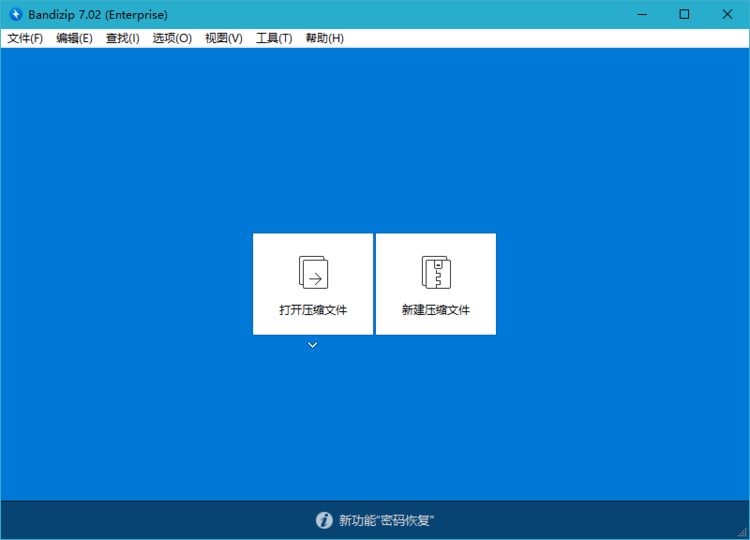 Bandizip 7.02 (Enterprise)
文件(F) 编辑(E) 查找(I) 选项(O) 视图(V) 工具(T) 帮助(H)
打开压缩文件 新建压缩文件
新功能"密码恢复"